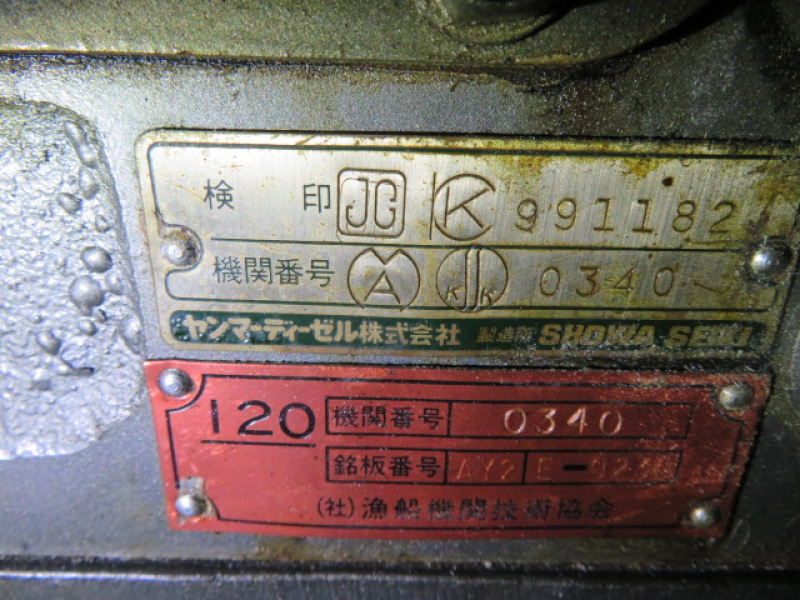 検 印 JG K 991182
機関番号 MA JKK 0340
ヤンマーディーゼル株式会社 製造所 SHOWA SEIKI
120 機関番号 0340
銘板番号
(社)漁船機関技術協会